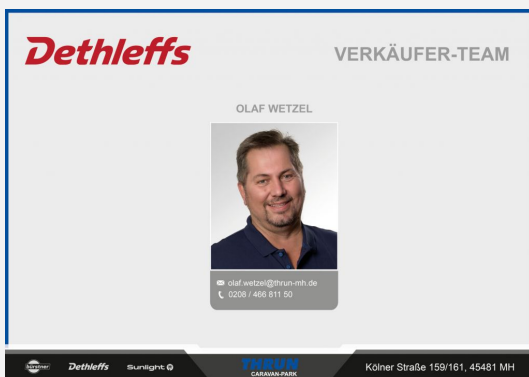 Dethleffs
VERKÄUFER-TEAM
OLAF WETZEL
olaf.wetzel@thrun-mh.de
0208 / 466 811 50
bürstner
Dethleffs
Sunlight
THRUN
CARAVAN-PARK
Kölner Straße 159/161, 45481 MH